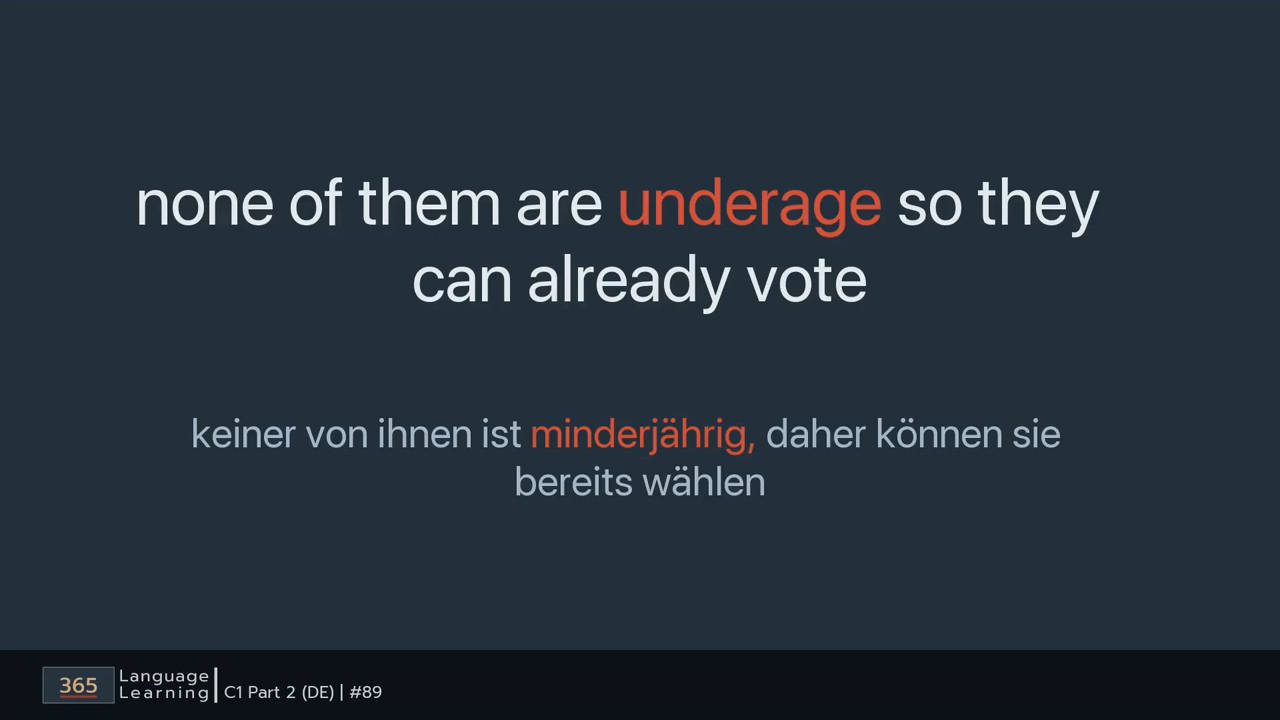 none of them are underage so they
can already vote
keiner von ihnen ist minderjährig, daher können sie
bereits wählen
365
Language
Learning
C1 Part 2 (DE) | #89